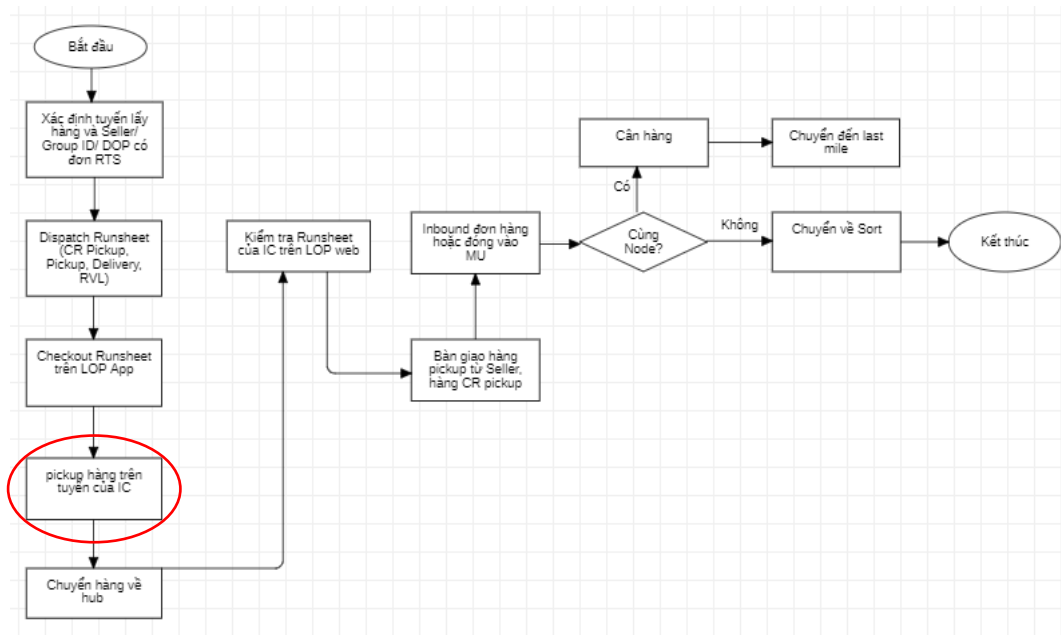 Bắt đầu
Xác định tuyến lấy
hàng và Seller/
Group ID/ DOP có
đơn RTS
Dispatch Runsheet
(CR Pickup,
Pickup, Delivery,
RVL)
Checkout Runsheet
trên LOP App
pickup hàng trên
tuyến của IC
Chuyển hàng về
hub
Kiểm tra Runsheet
của IC trên LOP web
Bàn giao hàng
pickup từ Seller,
hàng CR pickup
Inbound đơn hàng
hoặc đóng vào
MU
Cùng
Node?
Có
Cân hàng
Chuyển đến last
mile
Không
Chuyển về Sort
Kết thúc